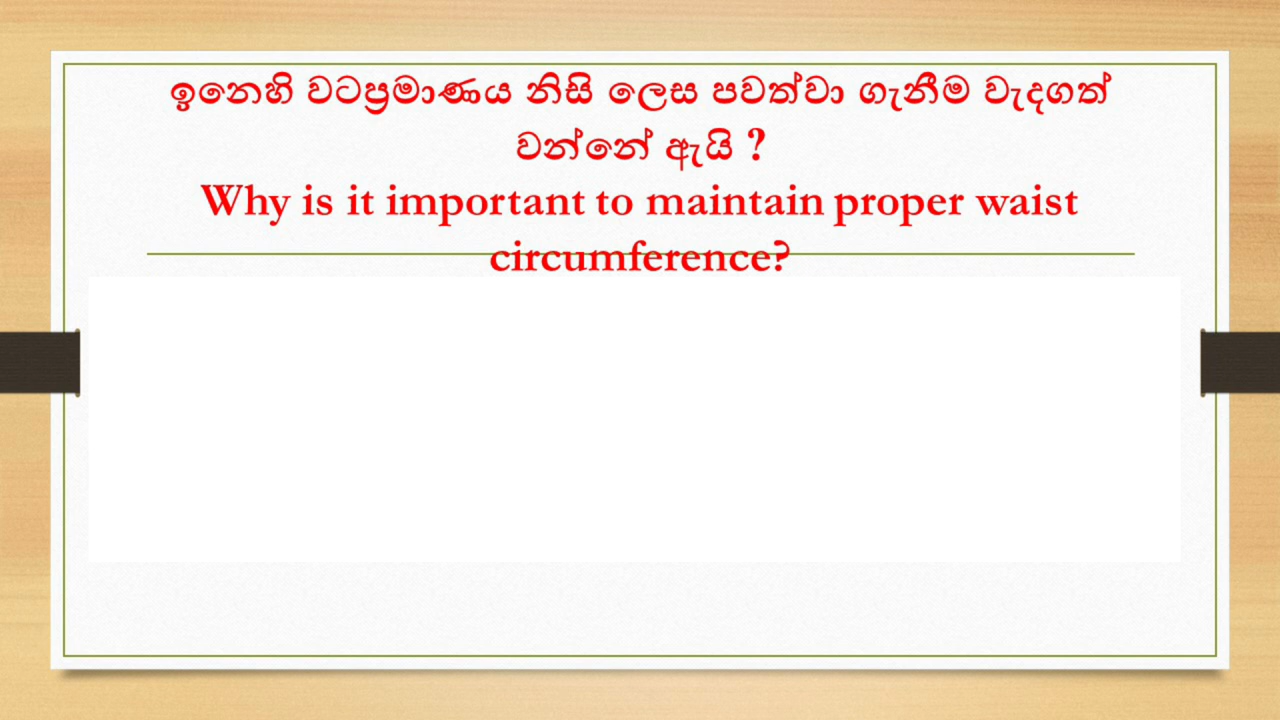 ඉනෙහි වටප්‍රමාණය නිසි ලෙස පවත්වා ගැනීම වැදගත්
වන්නේ ඇයි ?
Why is it important to maintain proper waist
circumference?